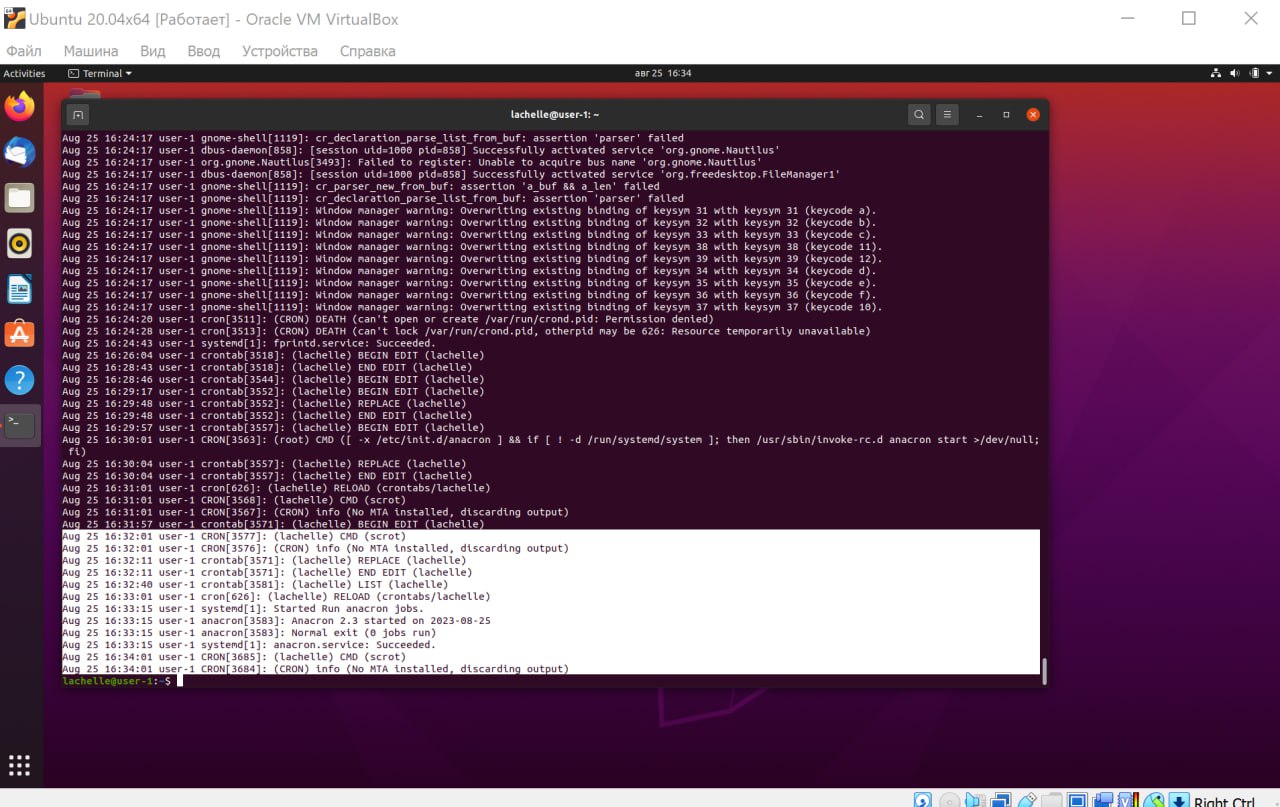 Ubuntu 20.04x64 [Работает] - Oracle VM VirtualBox
Файл Машина Вид Ввод Устройства Справка
Activities Terminal авг 25 16:34
lachelle@user-1: ~
Aug 25 16:24:17 user-1 gnome-shell[1119]: cr_declaration_parse_list_from_buf: assertion 'parser' failed
Aug 25 16:24:17 user-1 dbus-daemon[858]: [session uid=1000 pid=858] Successfully activated service 'org.gnome.Nautilus'
Aug 25 16:24:17 user-1 org.gnome.Nautilus[3493]: Failed to register: Unable to acquire bus name 'org.gnome.Nautilus'
Aug 25 16:24:17 user-1 dbus-daemon[858]: [session uid=1000 pid=858] Successfully activated service 'org.freedesktop.FileManager1'
Aug 25 16:24:17 user-1 gnome-shell[1119]: cr_parser_new_from_buf: assertion 'a_buf && a_len' failed
Aug 25 16:24:17 user-1 gnome-shell[1119]: cr_declaration_parse_list_from_buf: assertion 'parser' failed
Aug 25 16:24:17 user-1 gnome-shell[1119]: Window manager warning: Overwriting existing binding of keysym 31 with keysym 31 (keycode a).
Aug 25 16:24:17 user-1 gnome-shell[1119]: Window manager warning: Overwriting existing binding of keysym 32 with keysym 32 (keycode b).
Aug 25 16:24:17 user-1 gnome-shell[1119]: Window manager warning: Overwriting existing binding of keysym 33 with keysym 33 (keycode c).
Aug 25 16:24:17 user-1 gnome-shell[1119]: Window manager warning: Overwriting existing binding of keysym 38 with keysym 38 (keycode 11).
Aug 25 16:24:17 user-1 gnome-shell[1119]: Window manager warning: Overwriting existing binding of keysym 39 with keysym 39 (keycode 12).
Aug 25 16:24:17 user-1 gnome-shell[1119]: Window manager warning: Overwriting existing binding of keysym 34 with keysym 34 (keycode d).
Aug 25 16:24:17 user-1 gnome-shell[1119]: Window manager warning: Overwriting existing binding of keysym 35 with keysym 35 (keycode e).
Aug 25 16:24:17 user-1 gnome-shell[1119]: Window manager warning: Overwriting existing binding of keysym 36 with keysym 36 (keycode f).
Aug 25 16:24:17 user-1 gnome-shell[1119]: Window manager warning: Overwriting existing binding of keysym 37 with keysym 37 (keycode 10).
Aug 25 16:24:20 user-1 cron[3511]: (CRON) DEATH (can't open or create /var/run/crond.pid: Permission denied)
Aug 25 16:24:28 user-1 cron[3513]: (CRON) DEATH (can't lock /var/run/crond.pid, otherpid may be 626: Resource temporarily unavailable)
Aug 25 16:24:43 user-1 systemd[1]: fprintd.service: Succeeded.
Aug 25 16:26:04 user-1 crontab[3518]: (lachelle) BEGIN EDIT (lachelle)
Aug 25 16:28:43 user-1 crontab[3518]: (lachelle) END EDIT (lachelle)
Aug 25 16:28:46 user-1 crontab[3544]: (lachelle) BEGIN EDIT (lachelle)
Aug 25 16:29:17 user-1 crontab[3552]: (lachelle) BEGIN EDIT (lachelle)
Aug 25 16:29:48 user-1 crontab[3552]: (lachelle) REPLACE (lachelle)
Aug 25 16:29:48 user-1 crontab[3552]: (lachelle) END EDIT (lachelle)
Aug 25 16:29:57 user-1 crontab[3557]: (lachelle) BEGIN EDIT (lachelle)
Aug 25 16:30:01 user-1 CRON[3563]: (root) CMD ([ -x /etc/init.d/anacron ] && if [ ! -d /run/systemd/system ]; then /usr/sbin/invoke-rc.d anacron start >/dev/null;
fi)
Aug 25 16:30:04 user-1 crontab[3557]: (lachelle) REPLACE (lachelle)
Aug 25 16:30:04 user-1 crontab[3557]: (lachelle) END EDIT (lachelle)
Aug 25 16:31:01 user-1 cron[626]: (lachelle) RELOAD (crontabs/lachelle)
Aug 25 16:31:01 user-1 CRON[3568]: (lachelle) CMD (scrot)
Aug 25 16:31:01 user-1 CRON[3567]: (CRON) info (No MTA installed, discarding output)
Aug 25 16:31:57 user-1 crontab[3571]: (lachelle) BEGIN EDIT (lachelle)
Aug 25 16:32:01 user-1 CRON[3577]: (lachelle) CMD (scrot)
Aug 25 16:32:01 user-1 CRON[3576]: (CRON) info (No MTA installed, discarding output)
Aug 25 16:32:11 user-1 crontab[3571]: (lachelle) REPLACE (lachelle)
Aug 25 16:32:11 user-1 crontab[3571]: (lachelle) END EDIT (lachelle)
Aug 25 16:32:40 user-1 crontab[3581]: (lachelle) LIST (lachelle)
Aug 25 16:33:01 user-1 cron[626]: (lachelle) RELOAD (crontabs/lachelle)
Aug 25 16:33:15 user-1 systemd[1]: Started Run anacron jobs.
Aug 25 16:33:15 user-1 anacron[3583]: Anacron 2.3 started on 2023-08-25
Aug 25 16:33:15 user-1 anacron[3583]: Normal exit (0 jobs run)
Aug 25 16:33:15 user-1 systemd[1]: anacron.service: Succeeded.
Aug 25 16:34:01 user-1 CRON[3685]: (lachelle) CMD (scrot)
Aug 25 16:34:01 user-1 CRON[3684]: (CRON) info (No MTA installed, discarding output)
lachelle@user-1:~$
Right Ctrl